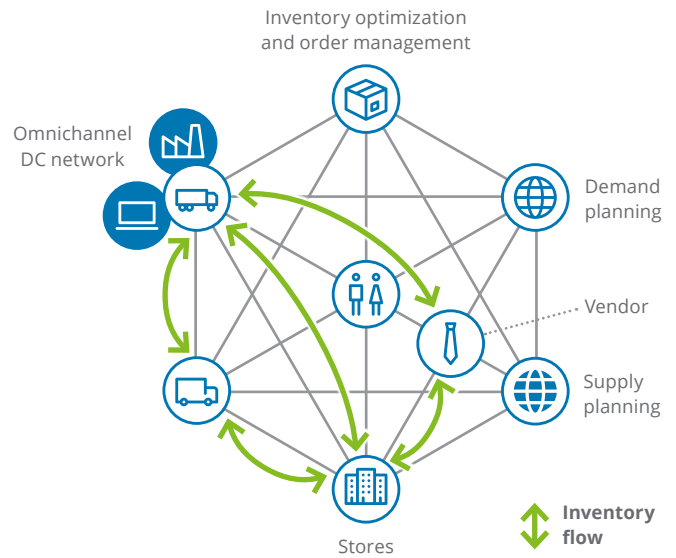 Inventory optimization
and order management
Omnichannel
DC network
Demand
planning
Vendor
Supply
planning
Stores
Inventory
flow